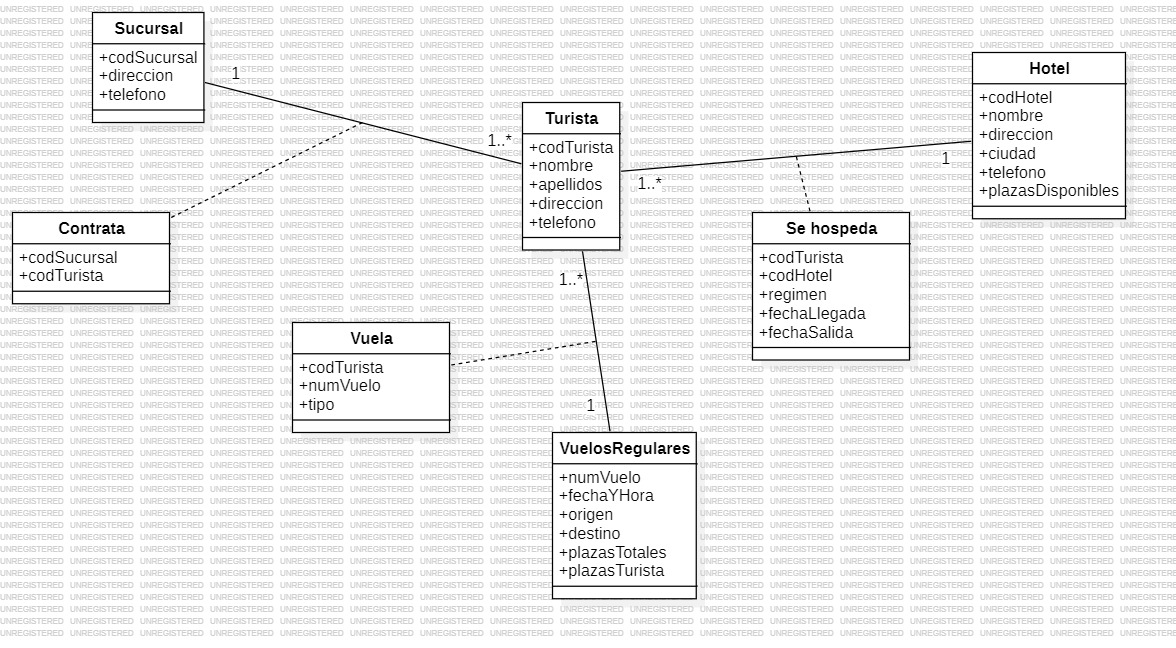 Sucursal
+codSucursal
+direccion
+telefono
1
1..*
Turista
+codTurista
+nombre
+apellidos
+direccion
+telefono
1..*
1
Hotel
+codHotel
+nombre
+direccion
+ciudad
+telefono
+plazasDisponibles
Contrata
+codSucursal
+codTurista
Se hospeda
+codTurista
+codHotel
+regimen
+fechaLlegada
+fechaSalida
1..*
Vuela
+codTurista
+numVuelo
+tipo
1
VuelosRegulares
+numVuelo
+fechaYHora
+origen
+destino
+plazasTotales
+plazasTurista
UNREGISTERED